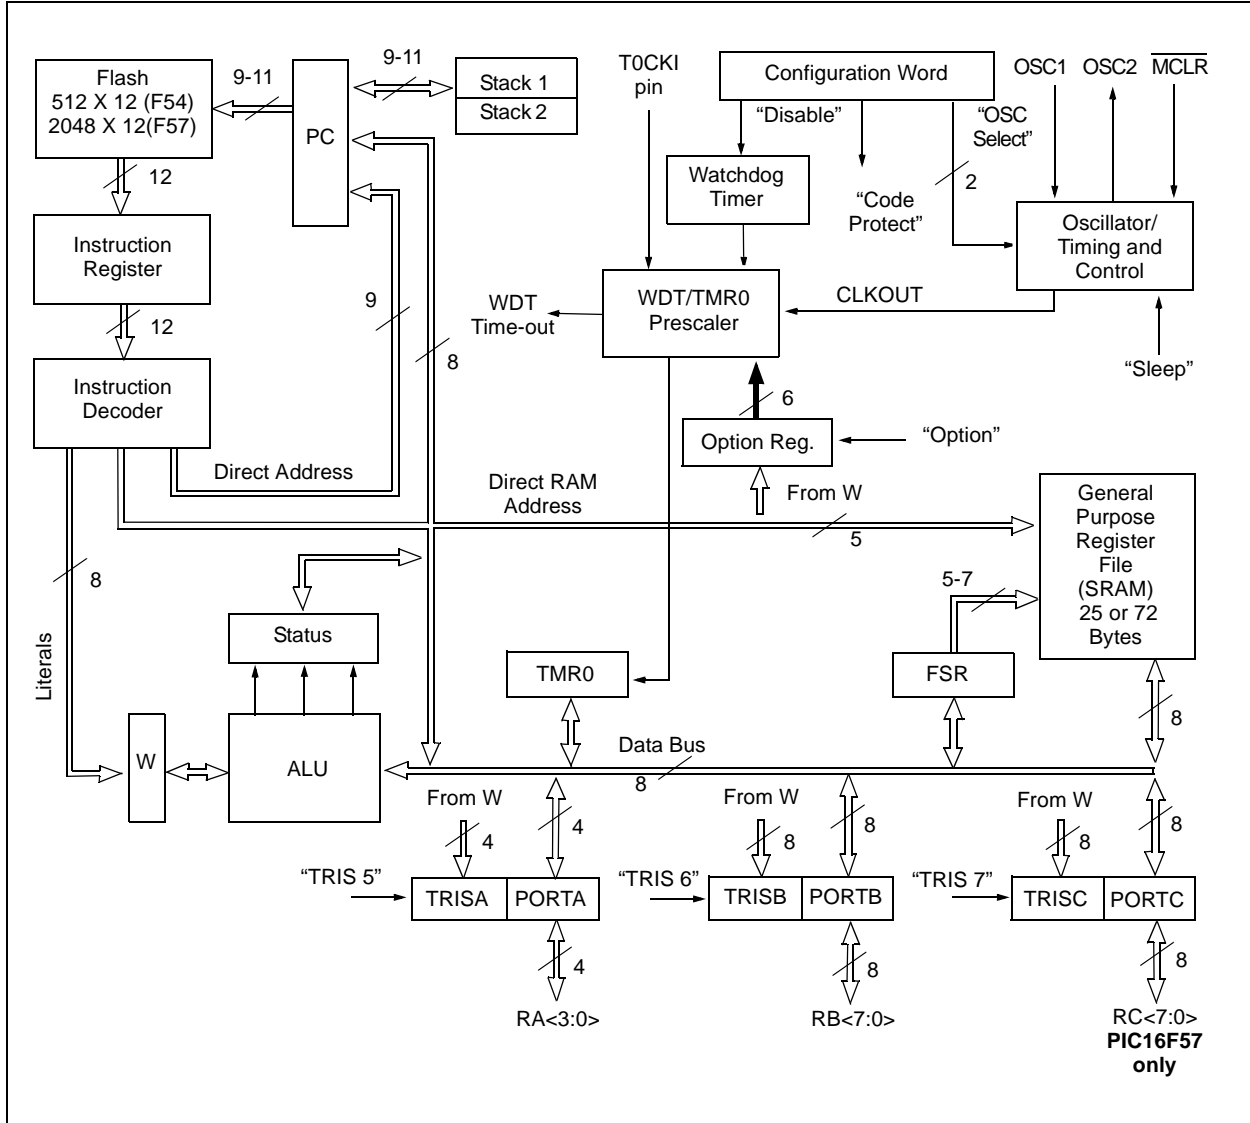 Flash
512 X 12 (F54)
2048 X 12(F57)
9-11
PC
9-11
Stack 1
Stack 2
T0CKI
pin
Configuration Word
“Disable”
“OSC
Select”
OSC1
OSC2
MCLR
12
Watchdog
Timer
“Code
Protect”
2
Instruction
Register
Oscillator/
Timing and
Control
12
9
8
WDT
Time-out
WDT/TMR0
Prescaler
CLKOUT
“Sleep”
Instruction
Decoder
6
Option Reg.
“Option”
Direct Address
Direct RAM
Address
From W
5
General
Purpose
Register
File
(SRAM)
25 or 72
Bytes
8
5-7
Literals
Status
TMR0
FSR
8
W
ALU
Data Bus
8
From W
4
4
From W
8
8
From W
8
8
“TRIS 5”
TRISA
PORTA
“TRIS 6”
TRISB
PORTB
“TRIS 7”
TRISC
PORTC
4
8
8
RA<3:0>
RB<7:0>
RC<7:0>
PIC16F57
only